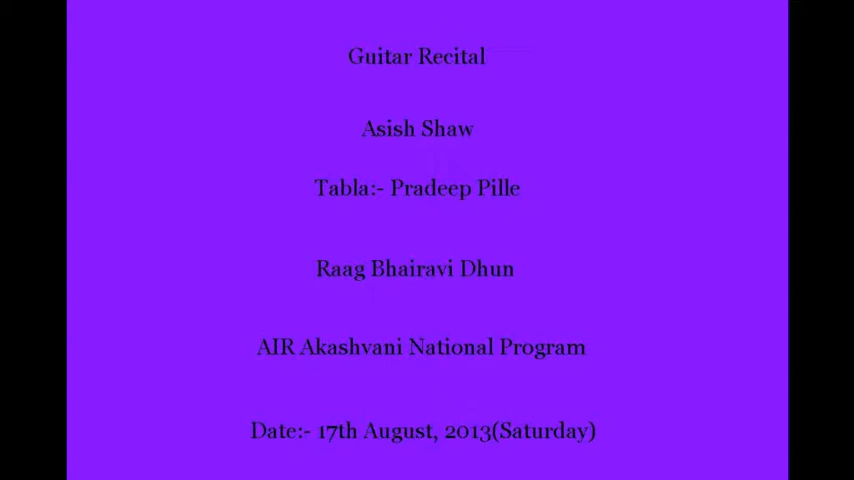 Guitar Recital
Asish Shaw
Tabla:- Pradeep Pille
Raag Bhairavi Dhun
AIR Akashvani National Program
Date:- 17th August, 2013(Saturday)